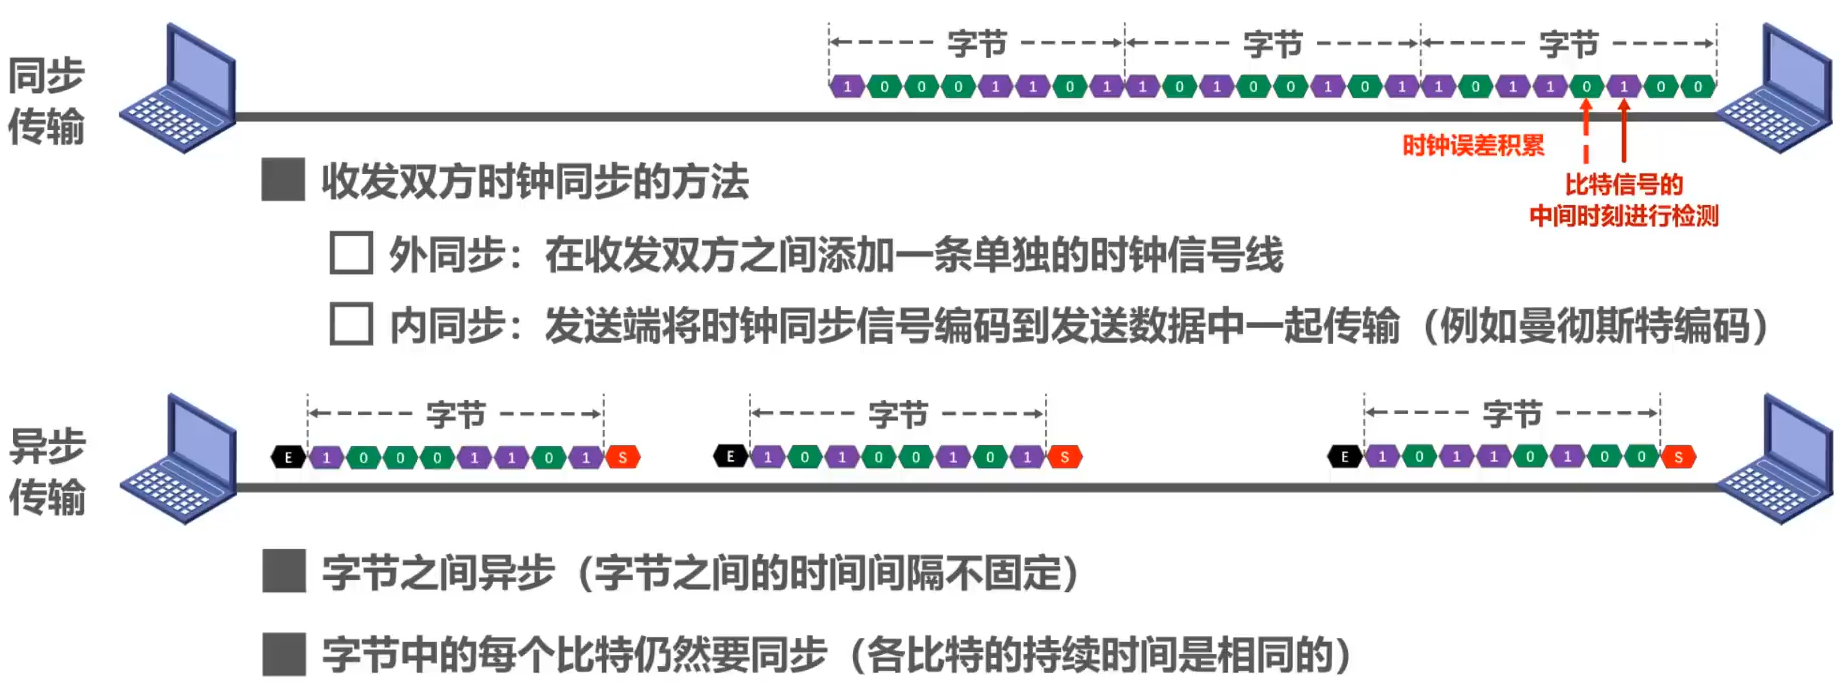 同步
传输
字节 字节 字节
1 0 0 0 1 1 0 1 1 0 1 0 0 1 0 1 1 0 1 1 0 1 0 0
时钟误差积累
比特信号的
中间时刻进行检测
收发双方时钟同步的方法
外同步：在收发双方之间添加一条单独的时钟信号线
内同步：发送端将时钟同步信号编码到发送数据中一起传输（例如曼彻斯特编码）
异步
传输
字节 字节 字节
E 1 0 0 0 1 1 0 1 S E 1 0 1 0 0 1 0 1 S E 1 0 1 1 0 1 0 0 S
字节之间异步（字节之间的时间间隔不固定）
字节中的每个比特仍然要同步（各比特的持续时间是相同的）